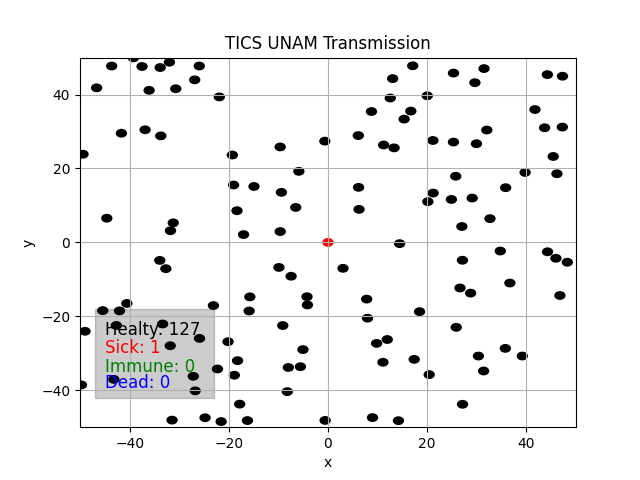 TICS UNAM Transmission
y
40
20
0
−20
−40
Healty: 127
Sick: 1
Immune: 0
Dead: 0
−40
−20
0
20
40
x